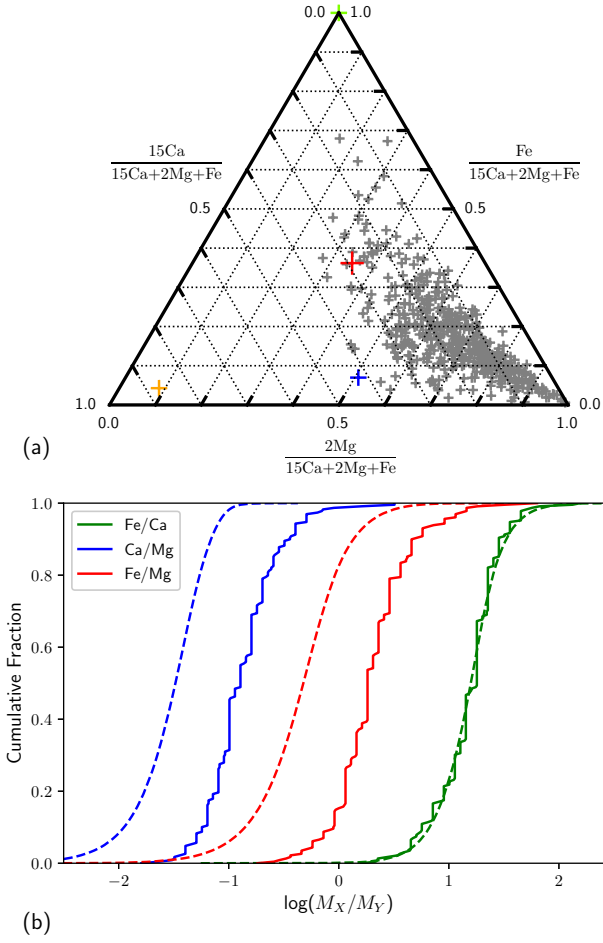 0.0 1.0
15Ca
15Ca+2Mg+Fe
Fe
15Ca+2Mg+Fe
0.5 0.5
1.0 0.0
0.0 0.5 1.0
(a)
2Mg
15Ca+2Mg+Fe
1.0
Fe/Ca
Ca/Mg
Fe/Mg
0.8
0.6
0.4
0.2
0.0
Cumulative Fraction
−2 −1 0 1 2
log(M_X/M_Y)
(b)